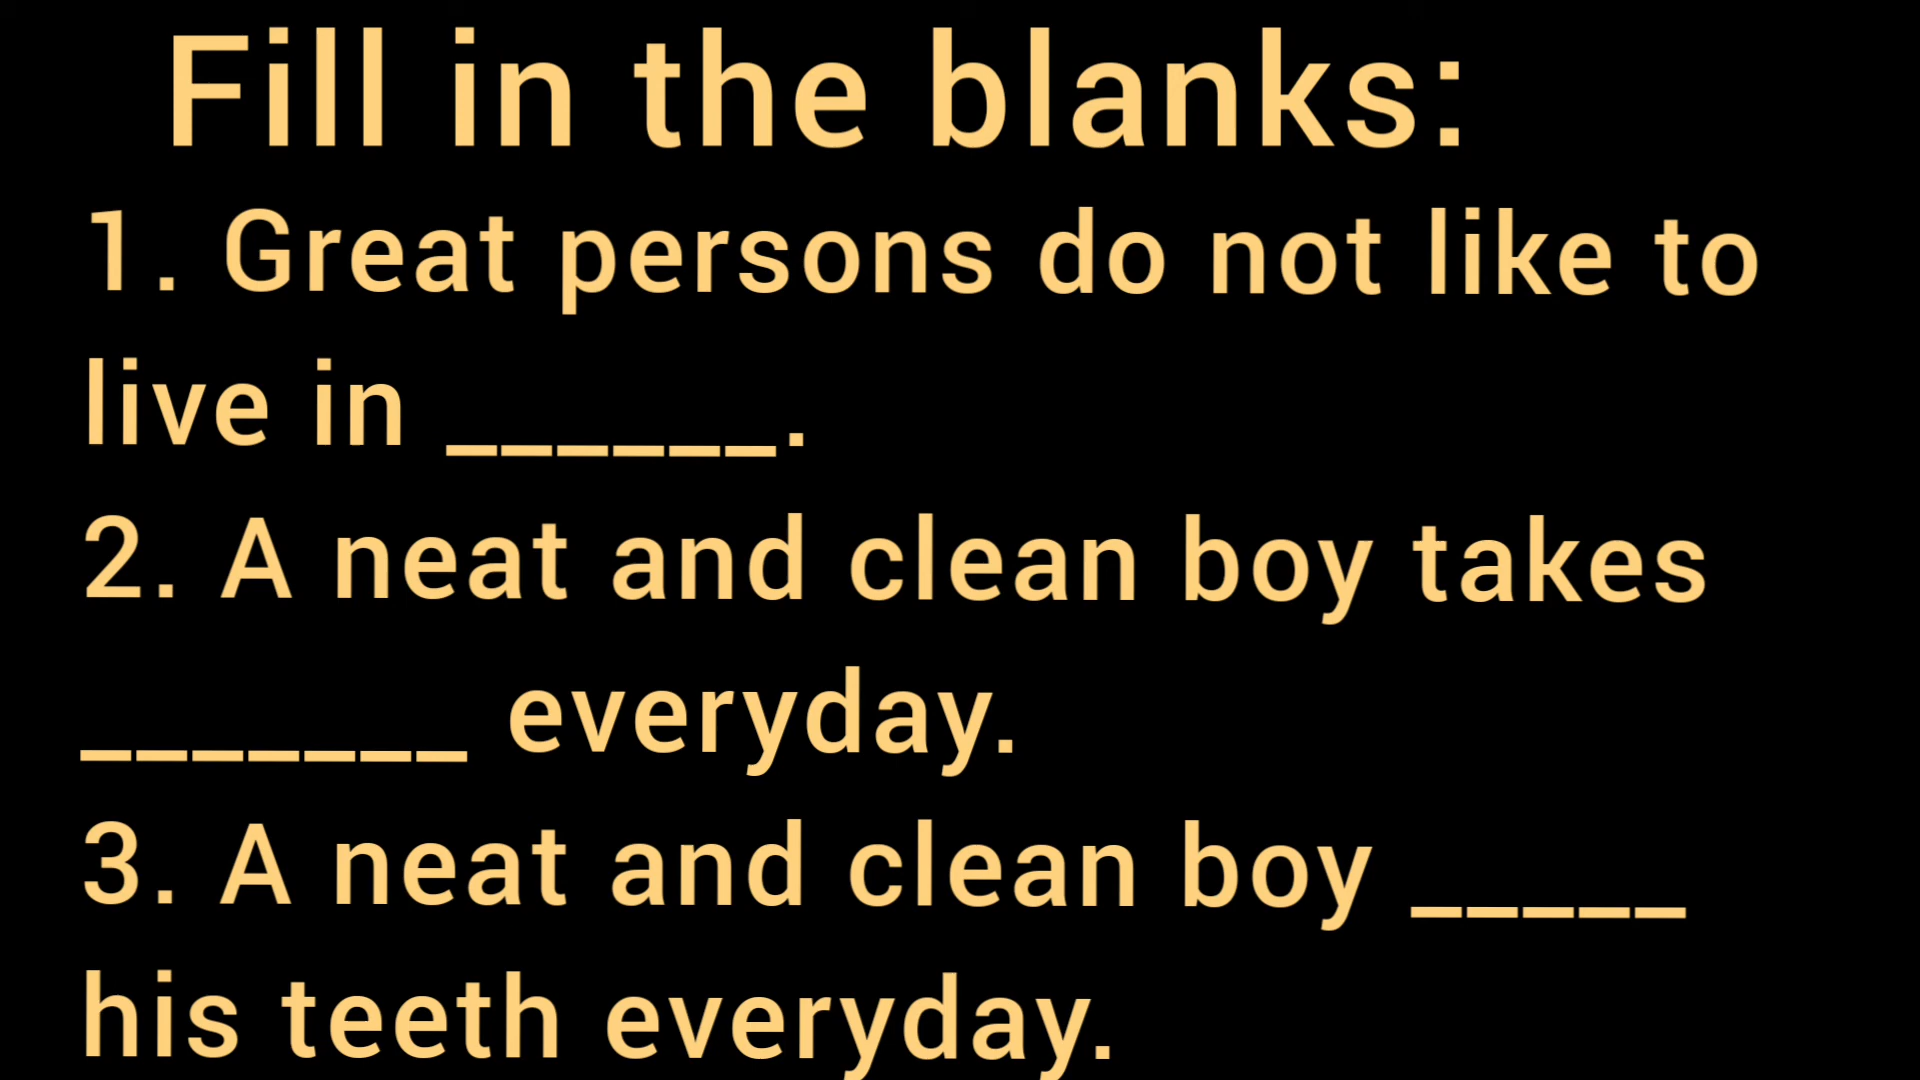 Fill in the blanks:
1. Great persons do not like to
live in ______.
2. A neat and clean boy takes
_______ everyday.
3. A neat and clean boy _____
his teeth everyday.